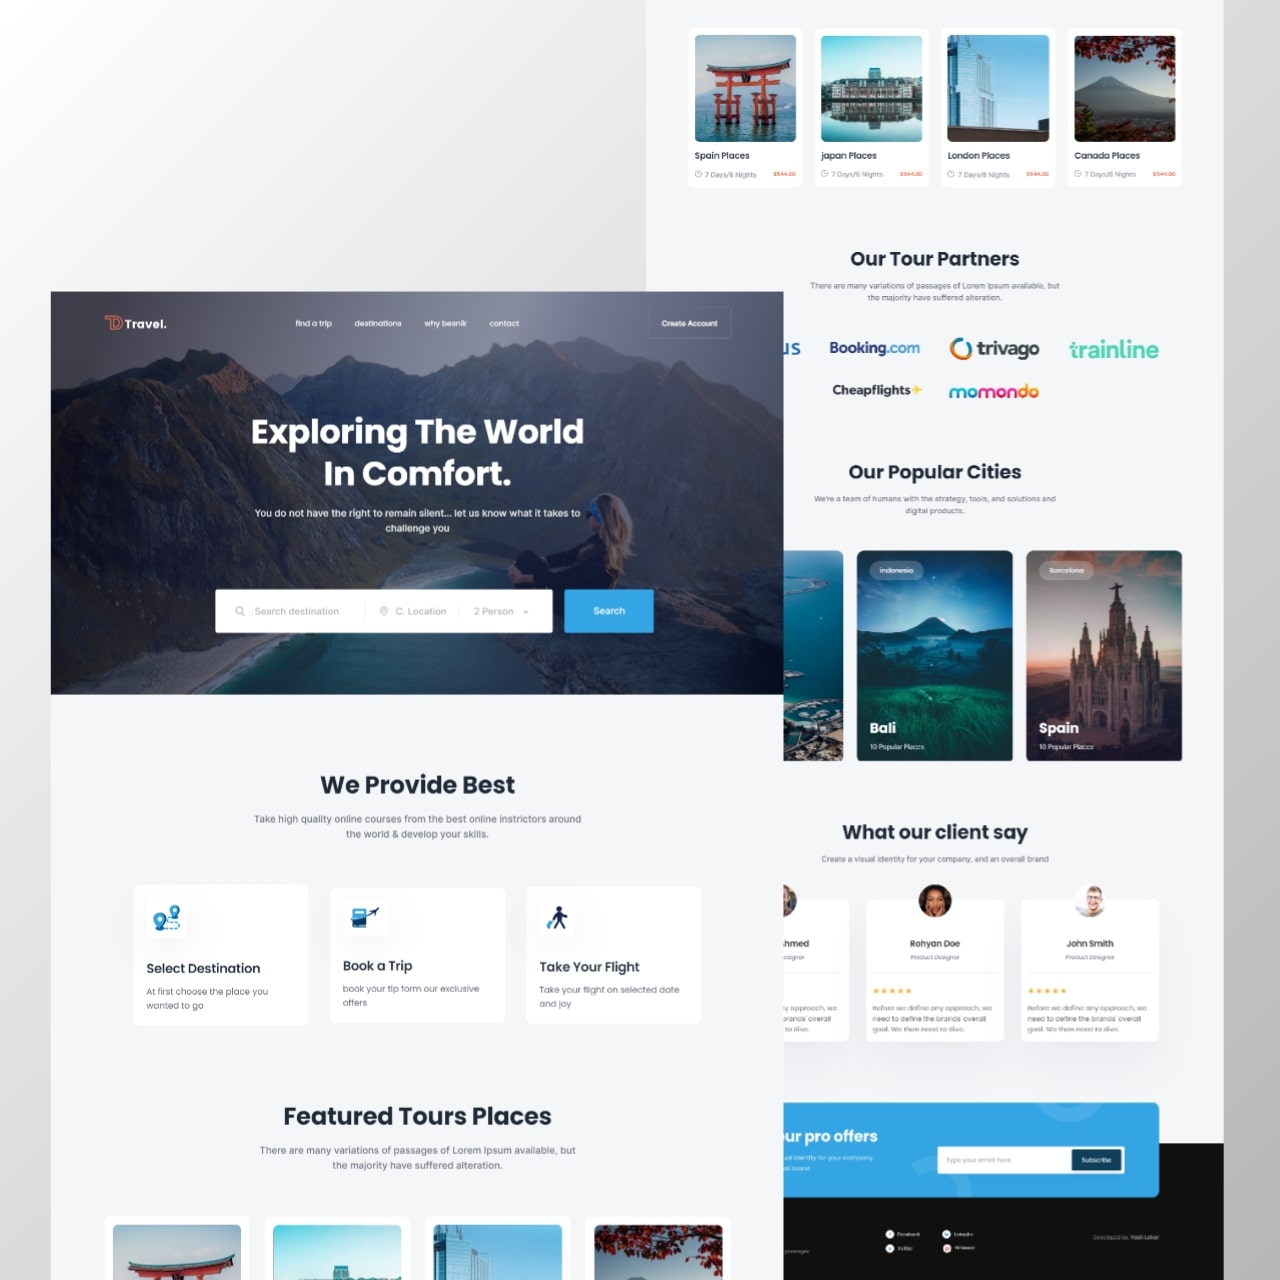 Travel.
find a trip
destinations
why besnik
contact
Create Account
Exploring The World
In Comfort.
You do not have the right to remain silent... let us know what it takes to
challenge you
Search destination
C. Location
2 Person
Search
We Provide Best
Take high quality online courses from the best online instrictors around
the world & develop your skills.
Select Destination
At first choose the place you
wanted to go
Book a Trip
book your tip form our exclusive
offers
Take Your Flight
Take your flight on selected date
and joy
Featured Tours Places
There are many variations of passages of Lorem Ipsum available, but
the majority have suffered alteration.
Spain Places
7 Days/6 Nights
$544.00
japan Places
7 Days/6 Nights
$544.00
London Places
7 Days/6 Nights
$544.00
Canada Places
7 Days/6 Nights
$544.00
Our Tour Partners
There are many variations of passages of Lorem Ipsum available, but
the majority have suffered alteration.
us
Booking.com
trivago
trainline
Cheapflights
momondo
Our Popular Cities
We're a team of humans with the strategy, tools, and solutions and
digital products.
indonesia
Bali
10 Popular Places
Barcelona
Spain
10 Popular Places
What our client say
Create a visual identity for your company, and an overall brand
hmed
esigner
y approach, we
brands' overall
to dive.
Rohyan Doe
Product Designer
★★★★★
Before we define any approach, we
need to define the brands' overall
goal. We then need to dive.
John Smith
Product Designer
★★★★★
Before we define any approach, we
need to define the brands' overall
goal. We then need to dive.
ur pro offers
ual identity for your company,
all brand
Type your email here
Subscribe
Facebook
Linkedin
Twitter
Pinterest
Developed by: